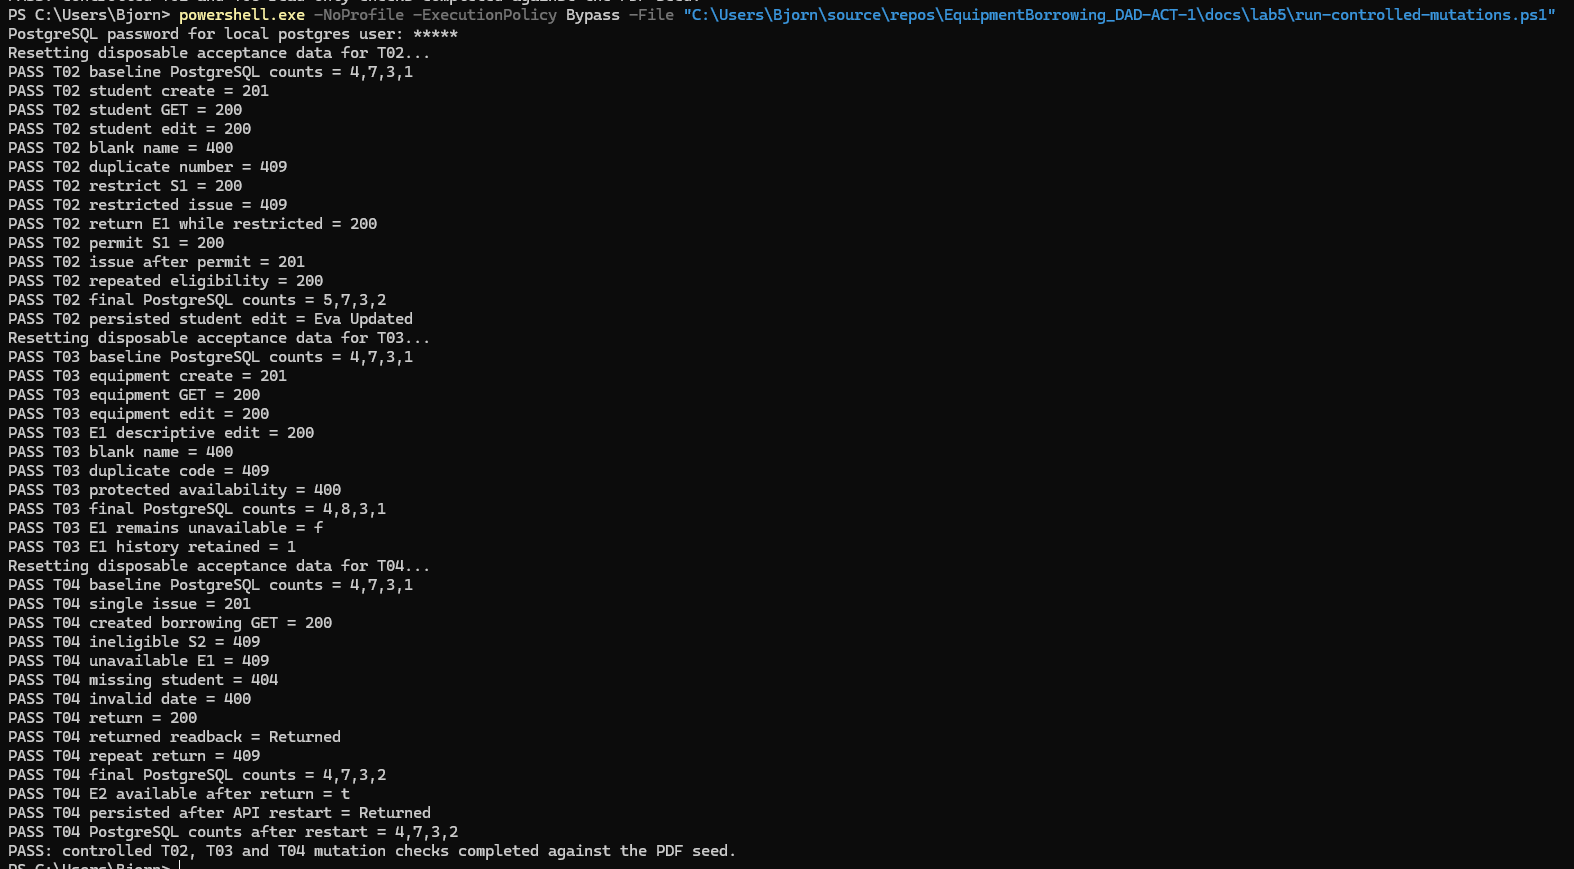 PS C:\Users\Bjorn> powershell.exe -NoProfile -ExecutionPolicy Bypass -File "C:\Users\Bjorn\source\repos\EquipmentBorrowing_DAD-ACT-1\docs\lab5\run-controlled-mutations.ps1"
PostgreSQL password for local postgres user: *****
Resetting disposable acceptance data for T02...
PASS T02 baseline PostgreSQL counts = 4,7,3,1
PASS T02 student create = 201
PASS T02 student GET = 200
PASS T02 student edit = 200
PASS T02 blank name = 400
PASS T02 duplicate number = 409
PASS T02 restrict S1 = 200
PASS T02 restricted issue = 409
PASS T02 return E1 while restricted = 200
PASS T02 permit S1 = 200
PASS T02 issue after permit = 201
PASS T02 repeated eligibility = 200
PASS T02 final PostgreSQL counts = 5,7,3,2
PASS T02 persisted student edit = Eva Updated
Resetting disposable acceptance data for T03...
PASS T03 baseline PostgreSQL counts = 4,7,3,1
PASS T03 equipment create = 201
PASS T03 equipment GET = 200
PASS T03 equipment edit = 200
PASS T03 E1 descriptive edit = 200
PASS T03 blank name = 400
PASS T03 duplicate code = 409
PASS T03 protected availability = 400
PASS T03 final PostgreSQL counts = 4,8,3,1
PASS T03 E1 remains unavailable = f
PASS T03 E1 history retained = 1
Resetting disposable acceptance data for T04...
PASS T04 baseline PostgreSQL counts = 4,7,3,1
PASS T04 single issue = 201
PASS T04 created borrowing GET = 200
PASS T04 ineligible S2 = 409
PASS T04 unavailable E1 = 409
PASS T04 missing student = 404
PASS T04 invalid date = 400
PASS T04 return = 200
PASS T04 returned readback = Returned
PASS T04 repeat return = 409
PASS T04 final PostgreSQL counts = 4,7,3,2
PASS T04 E2 available after return = t
PASS T04 persisted after API restart = Returned
PASS T04 PostgreSQL counts after restart = 4,7,3,2
PASS: controlled T02, T03 and T04 mutation checks completed against the PDF seed.
PS C:\Users\Bjorn>